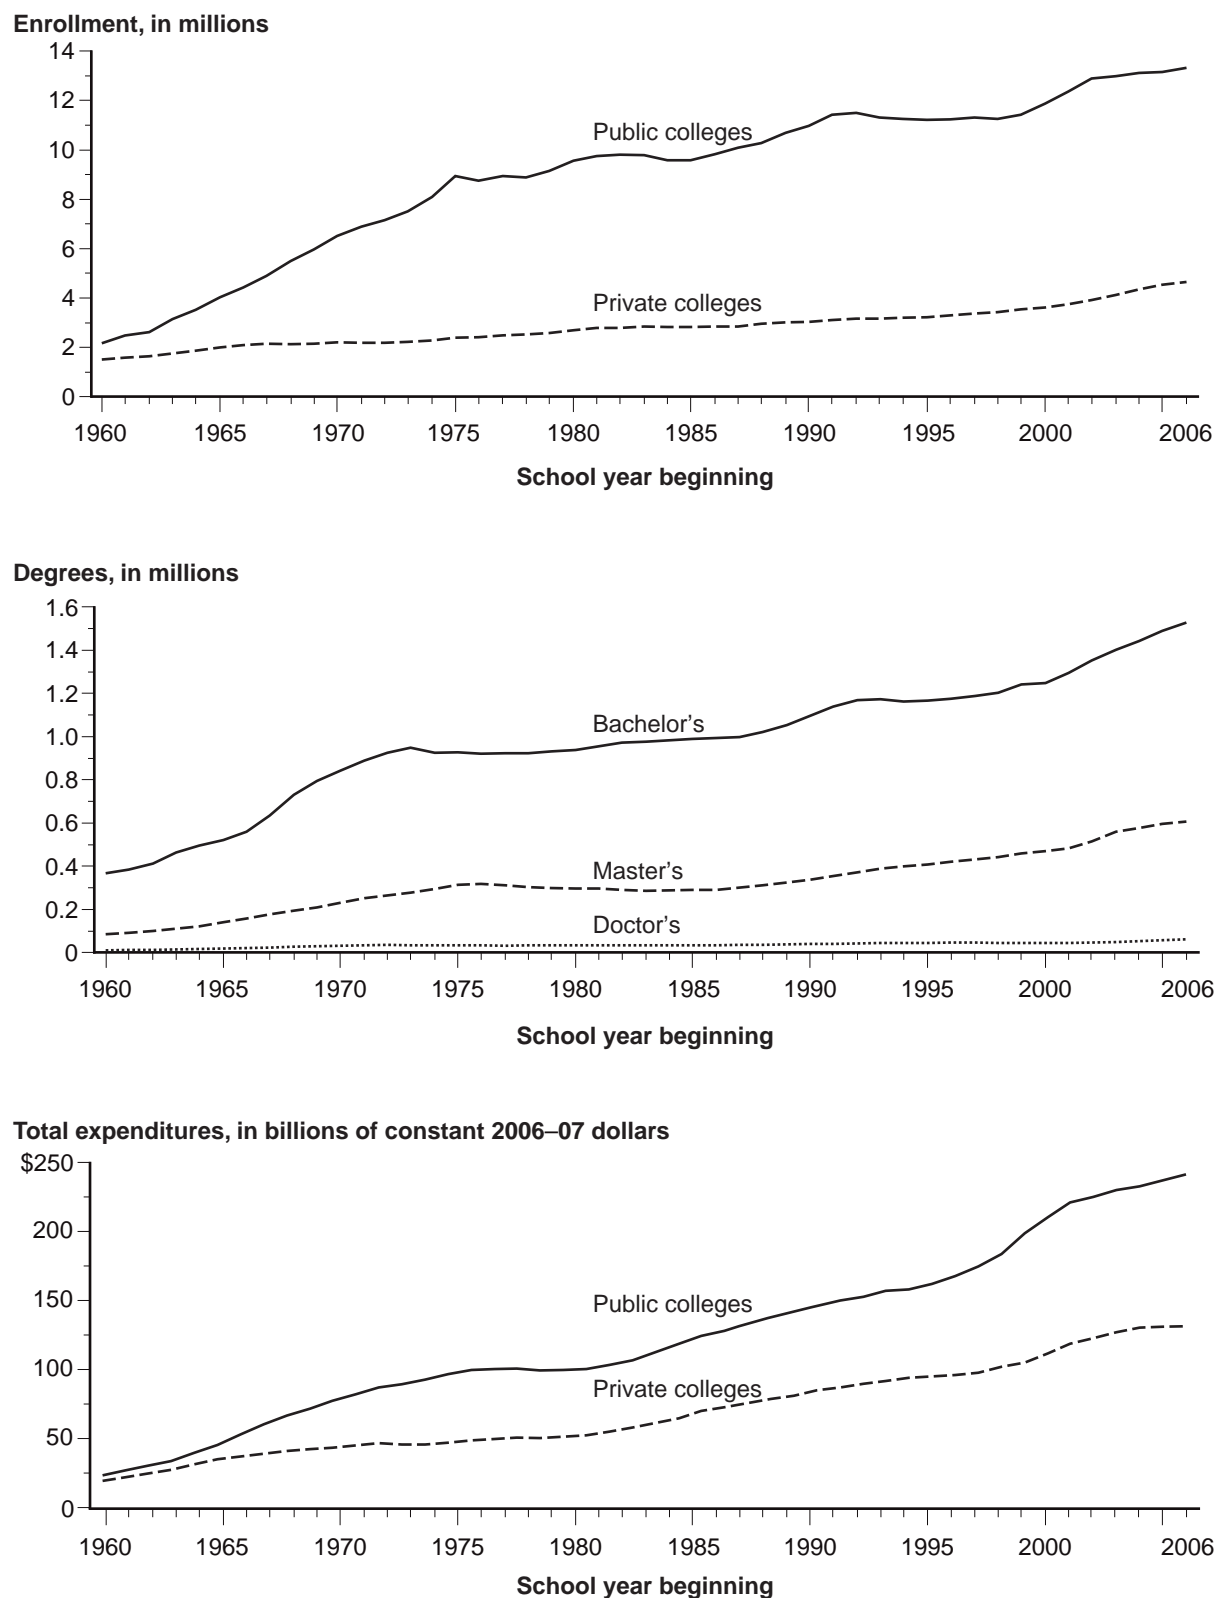 Enrollment, in millions
14
12
10
8
6
4
2
0
Public colleges
Private colleges
1960 1965 1970 1975 1980 1985 1990 1995 2000 2006
School year beginning
Degrees, in millions
1.6
1.4
1.2
1.0
0.8
0.6
0.4
0.2
0
Bachelor’s
Master’s
Doctor’s
1960 1965 1970 1975 1980 1985 1990 1995 2000 2006
School year beginning
Total expenditures, in billions of constant 2006–07 dollars
$250
200
150
100
50
0
Public colleges
Private colleges
1960 1965 1970 1975 1980 1985 1990 1995 2000 2006
School year beginning